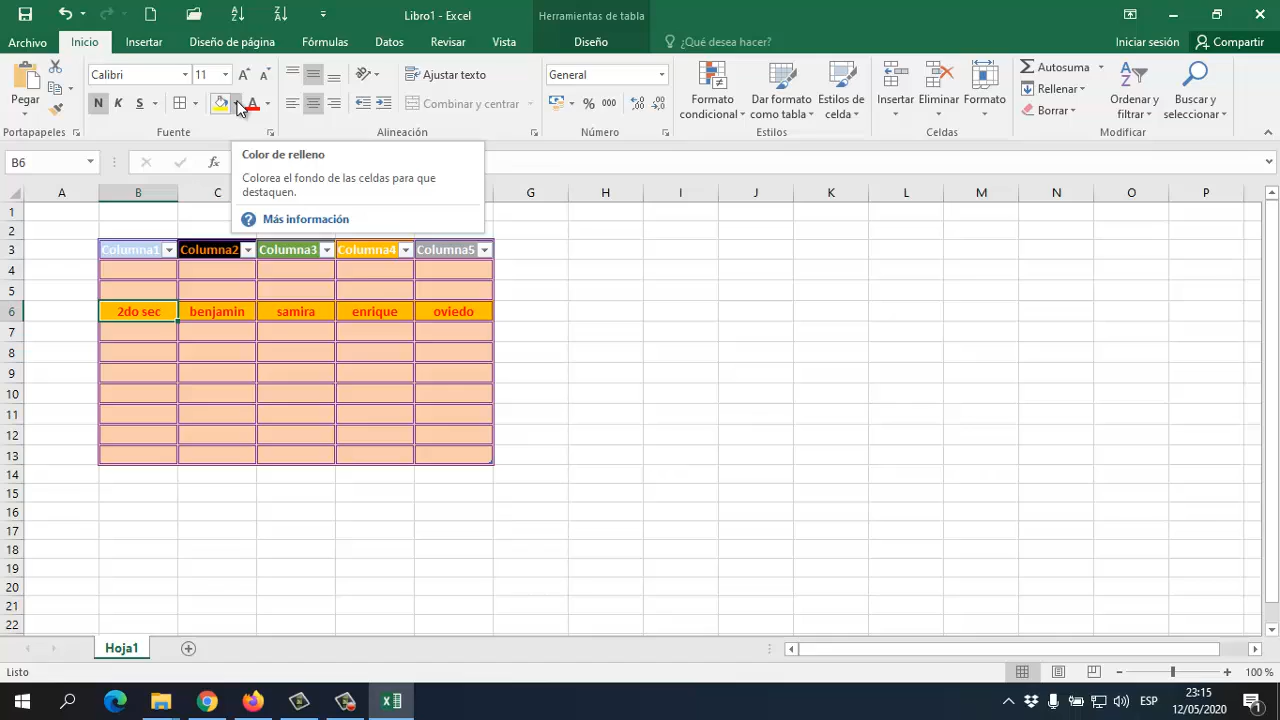 Libro1 - Excel
Herramientas de tabla
Archivo
Inicio
Insertar
Diseño de página
Fórmulas
Datos
Revisar
Vista
Diseño
¿Qué desea hacer?
Iniciar sesión
Compartir
Pegar
Calibri
11
N K S
Ajustar texto
Combinar y centrar
General
% 000
Formato condicional
Dar formato como tabla
Estilos de celda
Insertar
Eliminar
Formato
Autosuma
Rellenar
Borrar
Ordenar y filtrar
Buscar y seleccionar
Portapapeles
Fuente
Alineación
Número
Estilos
Celdas
Modificar
B6
fx
Color de relleno
Colorea el fondo de las celdas para que
destaquen.
Más información
A B C G H I J K L M N O P
1
2
3 Columna1 Columna2 Columna3 Columna4 Columna5
4
5
6 2do sec benjamin samira enrique oviedo
7
8
9
10
11
12
13
14
15
16
17
18
19
20
21
22
Hoja1
Listo
100 %
ESP
23:15
12/05/2020
1